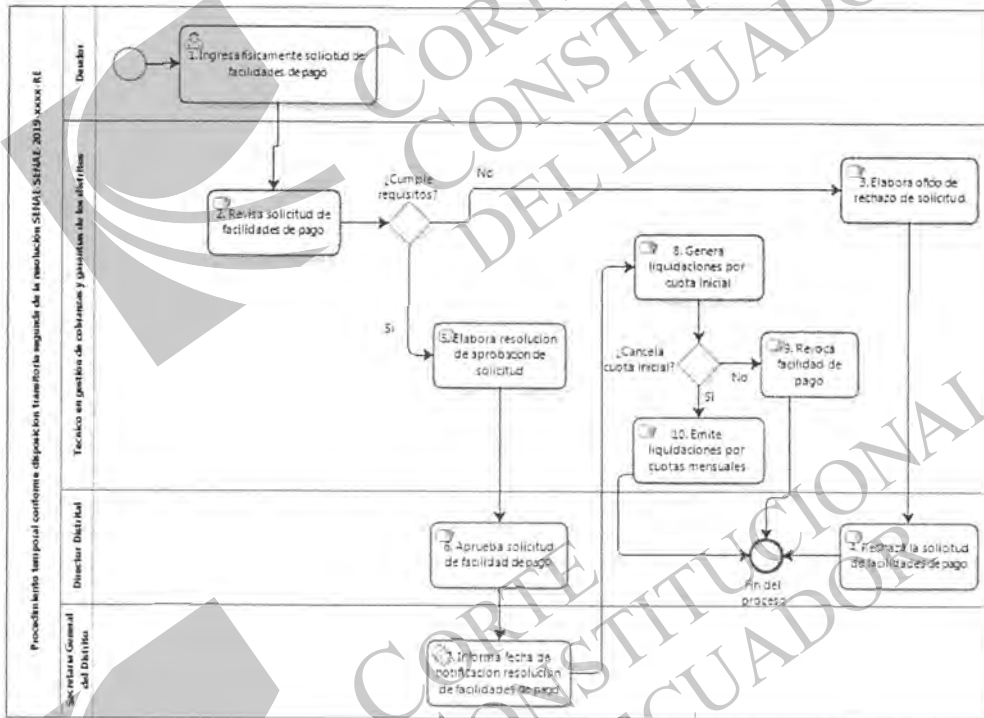 Procedimiento temporal conforme disposición transitoria segunda de la resolución SENAE-SENAE-2019-xxxx-RE
Deudor
1. Ingresa físicamente solicitud de
facilidades de pago
Técnico en gestión de cobranzas y garantías de los distritos
2. Revisa solicitud de
facilidades de pago
¿Cumple
requisitos?
No
3. Elabora oficio de
rechazo de solicitud
Si
5. Elabora resolución
de aprobación de
solicitud
8. Genera
liquidaciones por
cuota inicial
¿Cancela
cuota inicial?
No
9. Revoca
facilidad de
pago
Si
10. Emite
liquidaciones por
cuotas mensuales
Director Distrital
6. Aprueba solicitud
de facilidad de pago
Fin del
proceso
4. Rechaza la solicitud
de facilidades de pago
Secretaria General
del Distrito
7. Informa fecha de
notificación resolución
de facilidades de pago
CORTE
CONSTITUCIONAL
DEL ECUADOR
CORTE
CONSTITUCIONAL
DEL ECUADOR